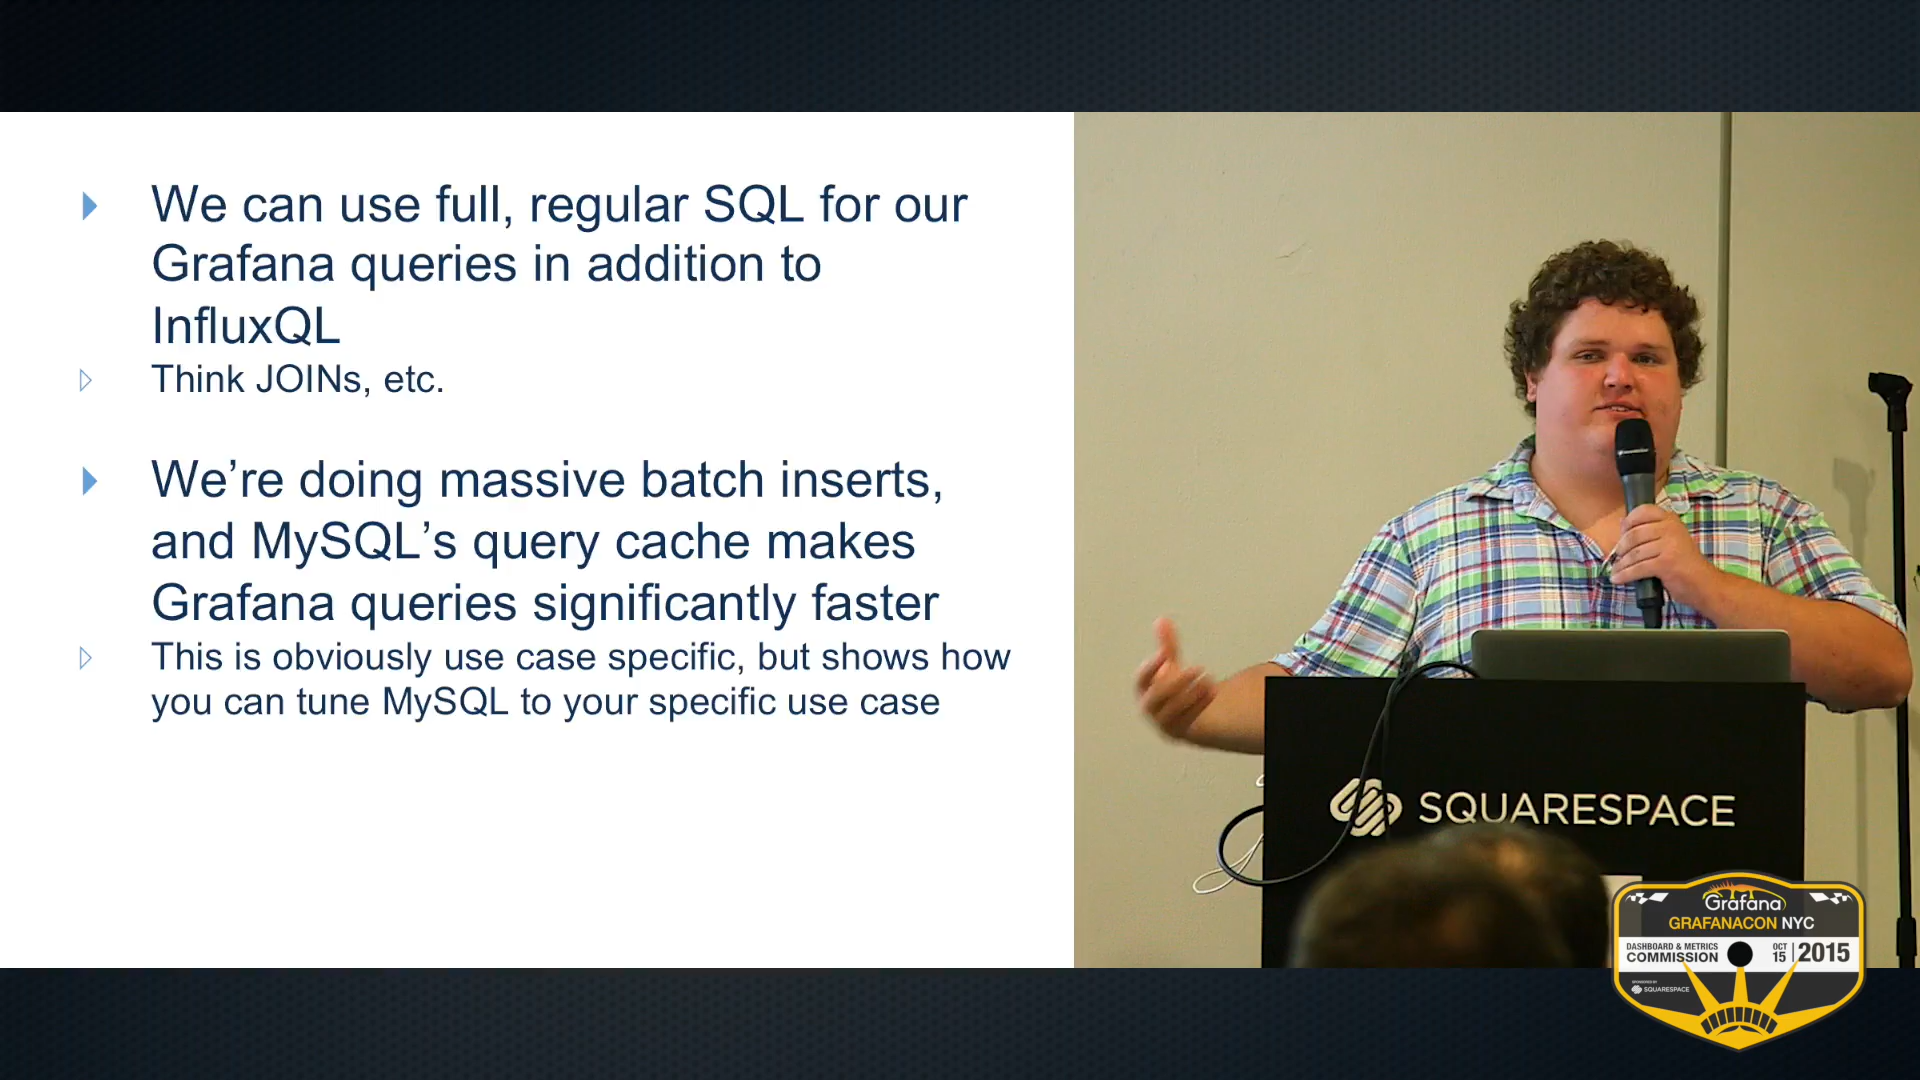 We can use full, regular SQL for our
Grafana queries in addition to
InfluxQL
Think JOINs, etc.
We're doing massive batch inserts,
and MySQL's query cache makes
Grafana queries significantly faster
This is obviously use case specific, but shows how
you can tune MySQL to your specific use case
SQUARESPACE
Grafana
GRAFANACON NYC
DASHBOARD & METRICS
COMMISSION
OCT
15
2015
SPONSORED BY
SQUARESPACE